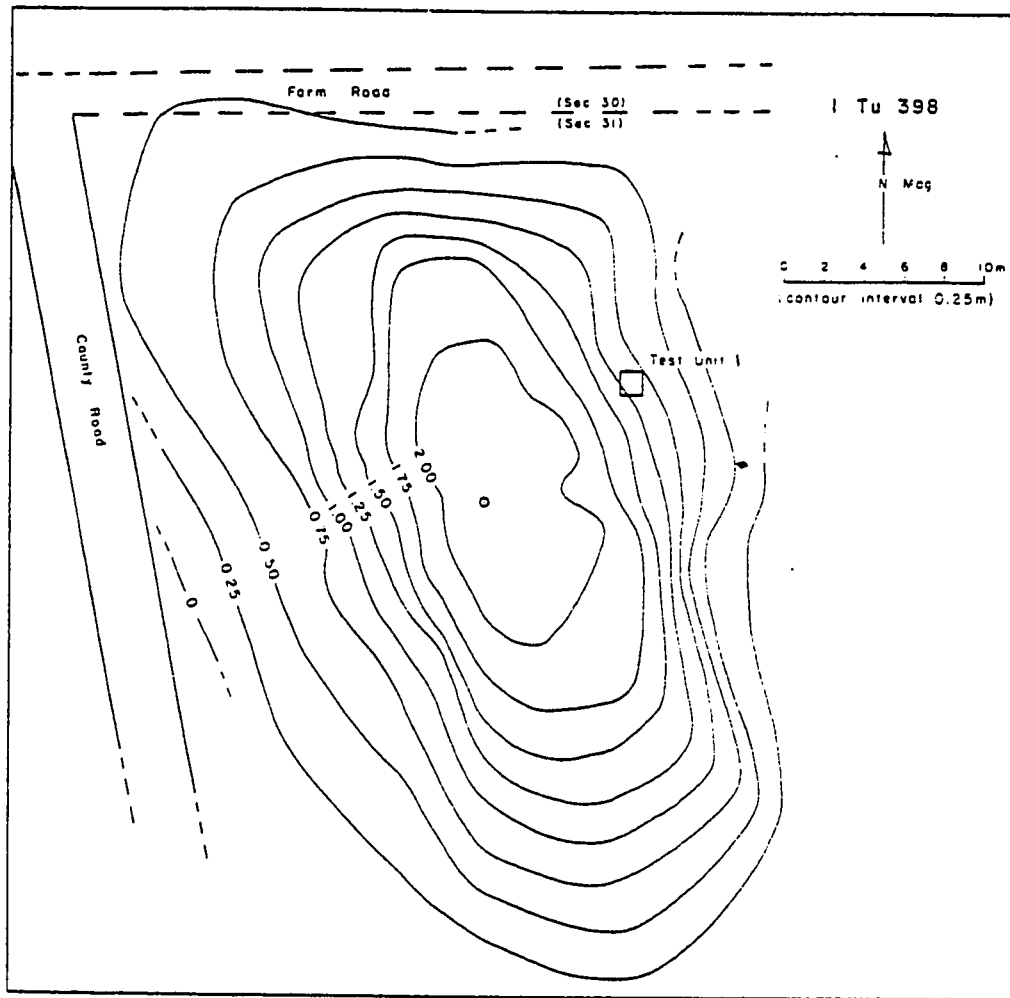 Farm Road
(Sec 30)
(Sec 31)
1 Tu 398
N Mag
0 2 4 6 8 10m
(contour interval 0.25m)
County Road
Test Unit 1
2.00
1.75
1.50
1.25
1.00
0.75
0.50
0.25
0